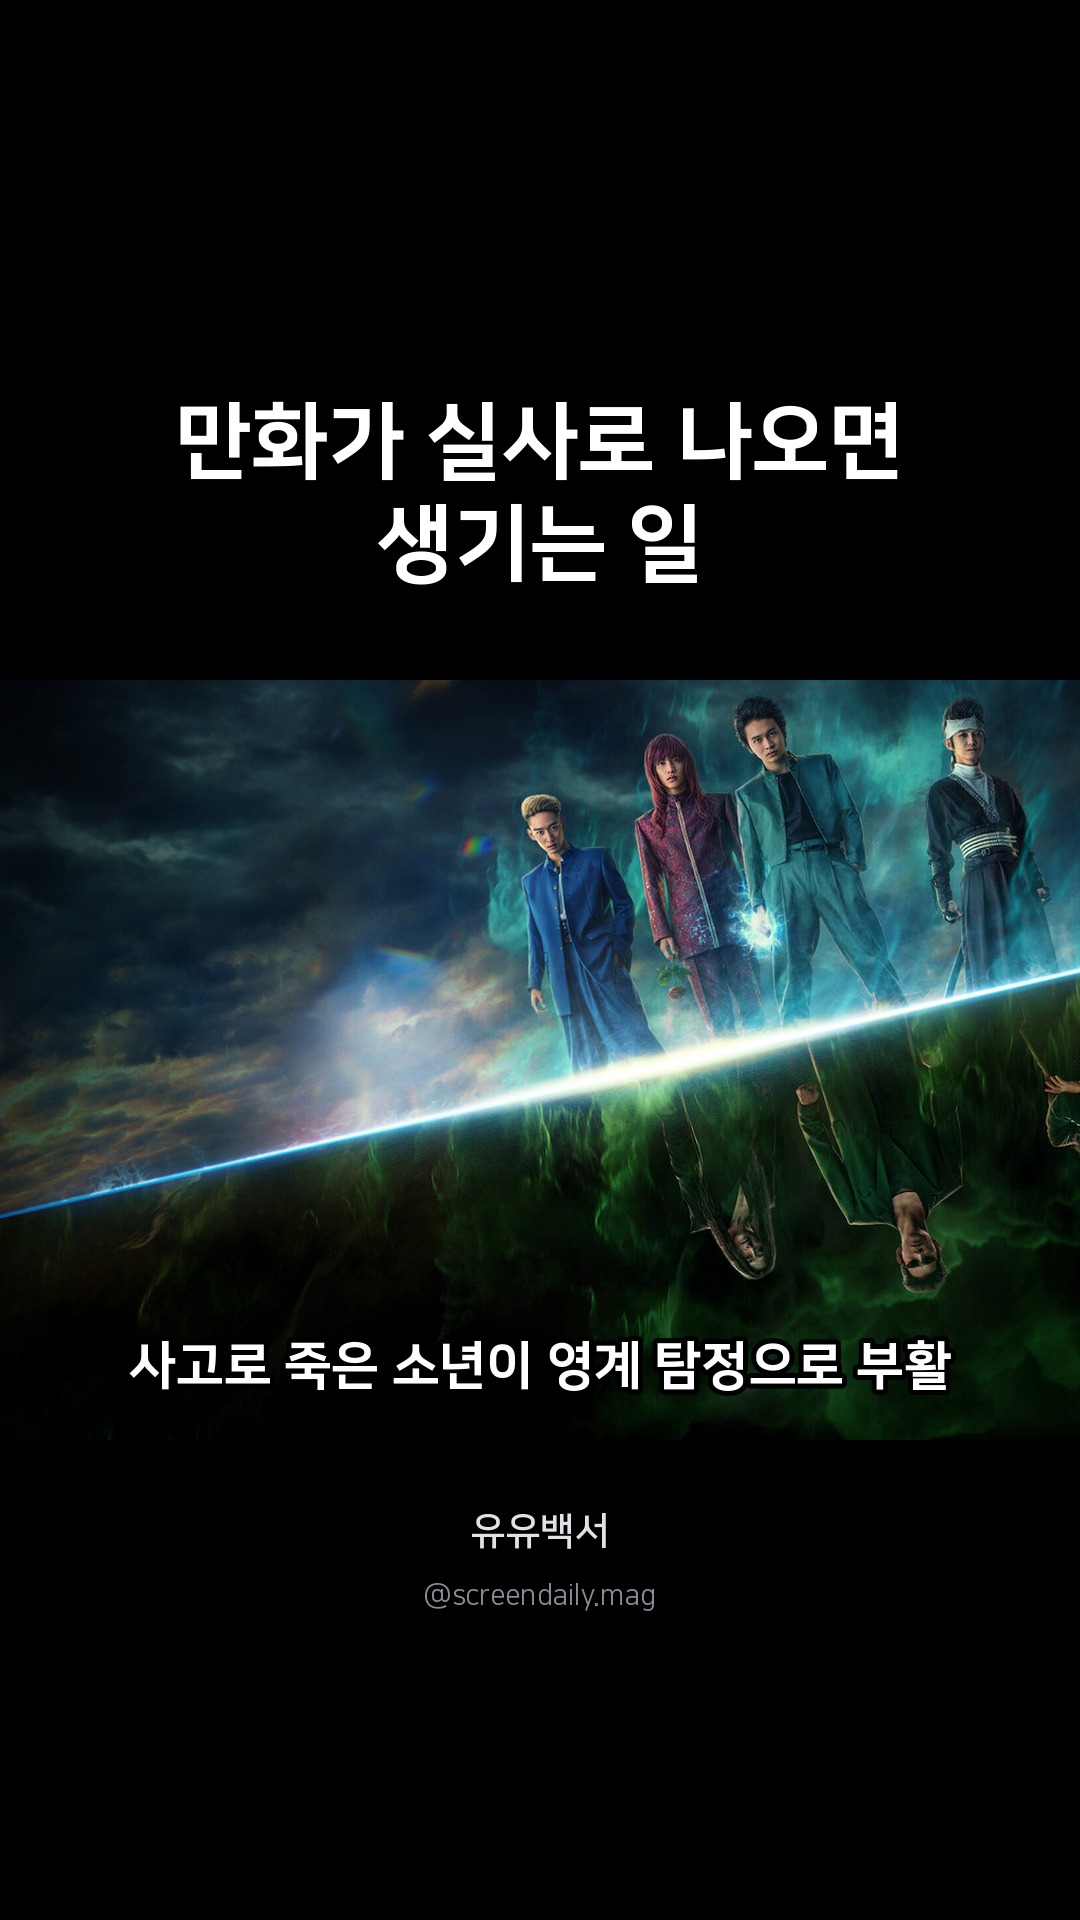 만화가 실사로 나오면
생기는 일
사고로 죽은 소년이 영계 탐정으로 부활
유유백서
@screendaily.mag